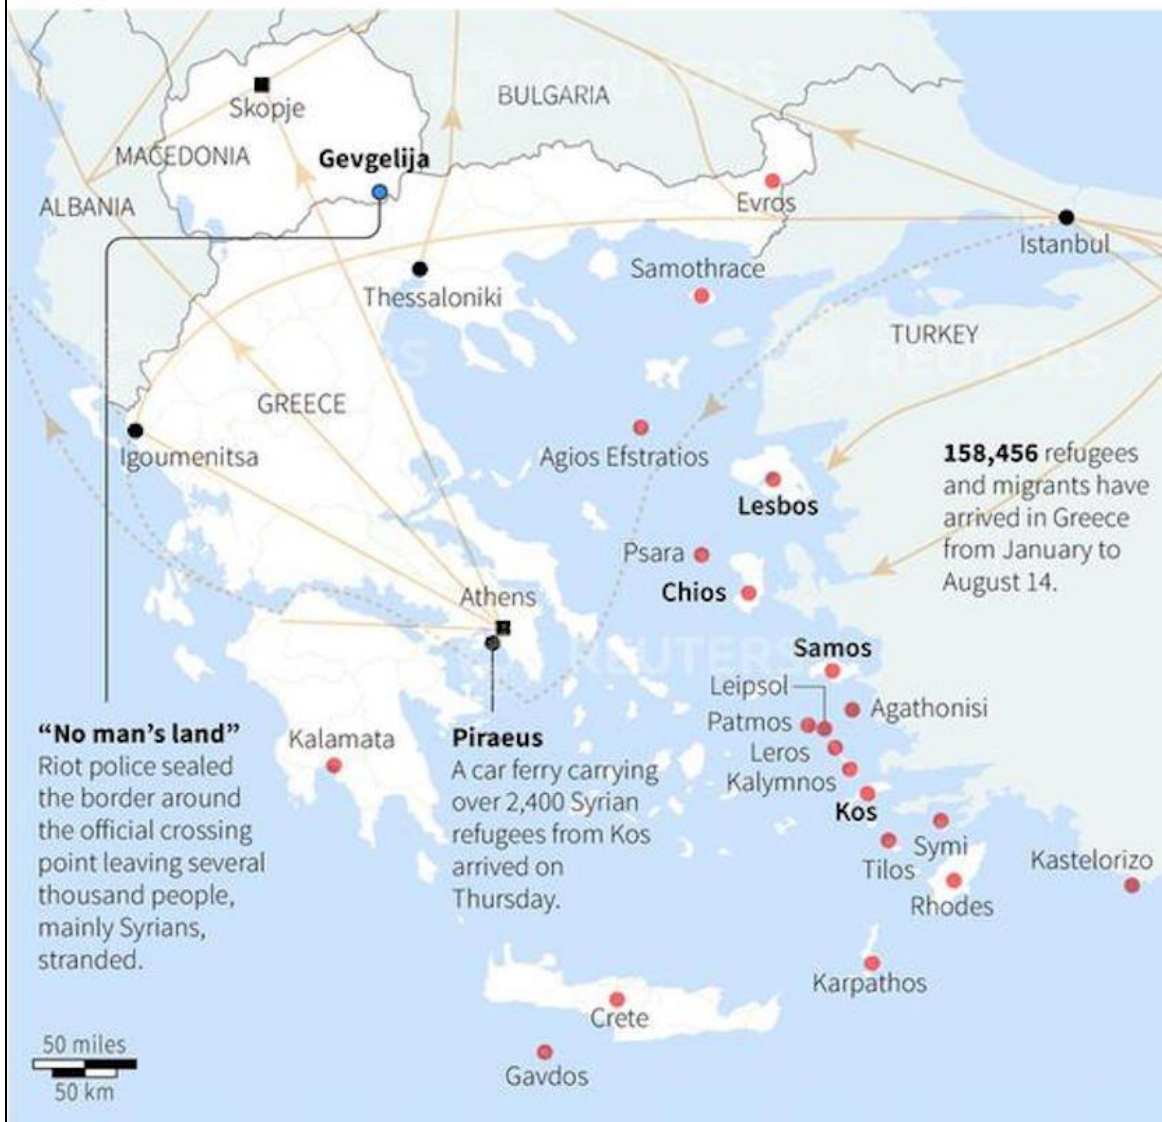 REUTERS
BULGARIA
Skopje
MACEDONIA
Gevgelija
ALBANIA
Evros
Istanbul
Samothrace
Thessaloniki
TURKEY
REUTERS
GREECE
Igoumenitsa
Agios Efstratios
158,456 refugees
and migrants have
arrived in Greece
from January to
August 14.
Lesbos
Psara
Chios
Athens
REUTERS
Samos
Leipsol
Agathonisi
Patmos
Leros
Kalymnos
Kos
Symi
Tilos
Rhodes
Kastelorizo
Karpathos
Kalamata
"No man's land"
Riot police sealed
the border around
the official crossing
point leaving several
thousand people,
mainly Syrians,
stranded.
Piraeus
A car ferry carrying
over 2,400 Syrian
refugees from Kos
arrived on
Thursday.
Crete
Gavdos
50 miles
50 km